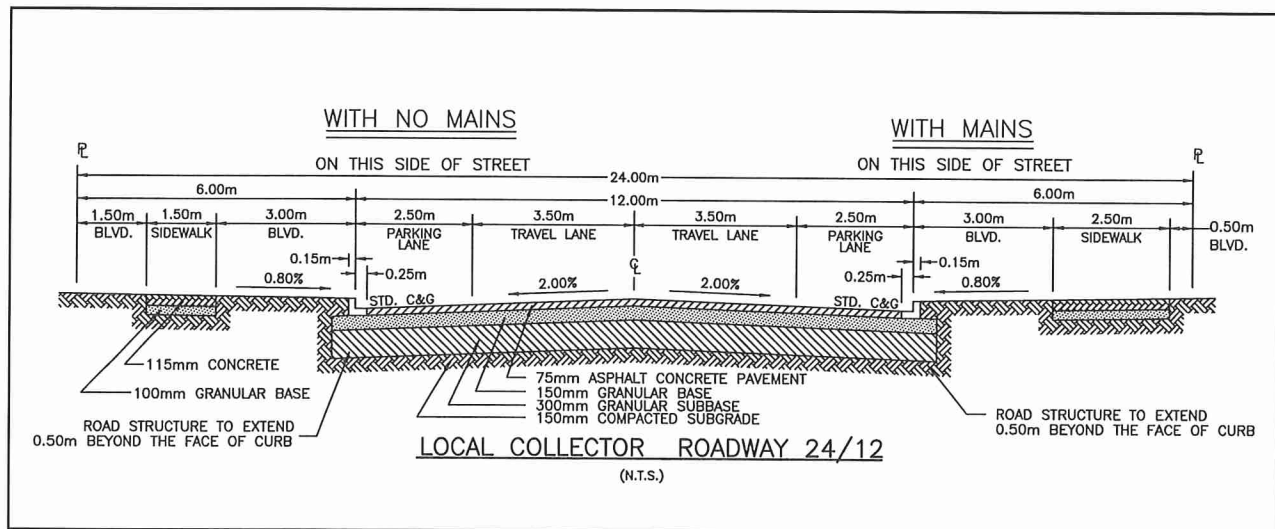 WITH NO MAINS
ON THIS SIDE OF STREET
WITH MAINS
ON THIS SIDE OF STREET
PL
PL
24.00m
6.00m
12.00m
6.00m
1.50m
BLVD.
1.50m
SIDEWALK
3.00m
BLVD.
2.50m
PARKING
LANE
3.50m
TRAVEL LANE
3.50m
TRAVEL LANE
2.50m
PARKING
LANE
3.00m
BLVD.
2.50m
SIDEWALK
0.50m
BLVD.
0.15m
0.25m
CL
0.15m
0.25m
0.80%
STD. C&G
2.00%
2.00%
STD. C&G
0.80%
115mm CONCRETE
100mm GRANULAR BASE
ROAD STRUCTURE TO EXTEND
0.50m BEYOND THE FACE OF CURB
75mm ASPHALT CONCRETE PAVEMENT
150mm GRANULAR BASE
300mm GRANULAR SUBBASE
150mm COMPACTED SUBGRADE
ROAD STRUCTURE TO EXTEND
0.50m BEYOND THE FACE OF CURB
LOCAL COLLECTOR ROADWAY 24/12
(N.T.S.)